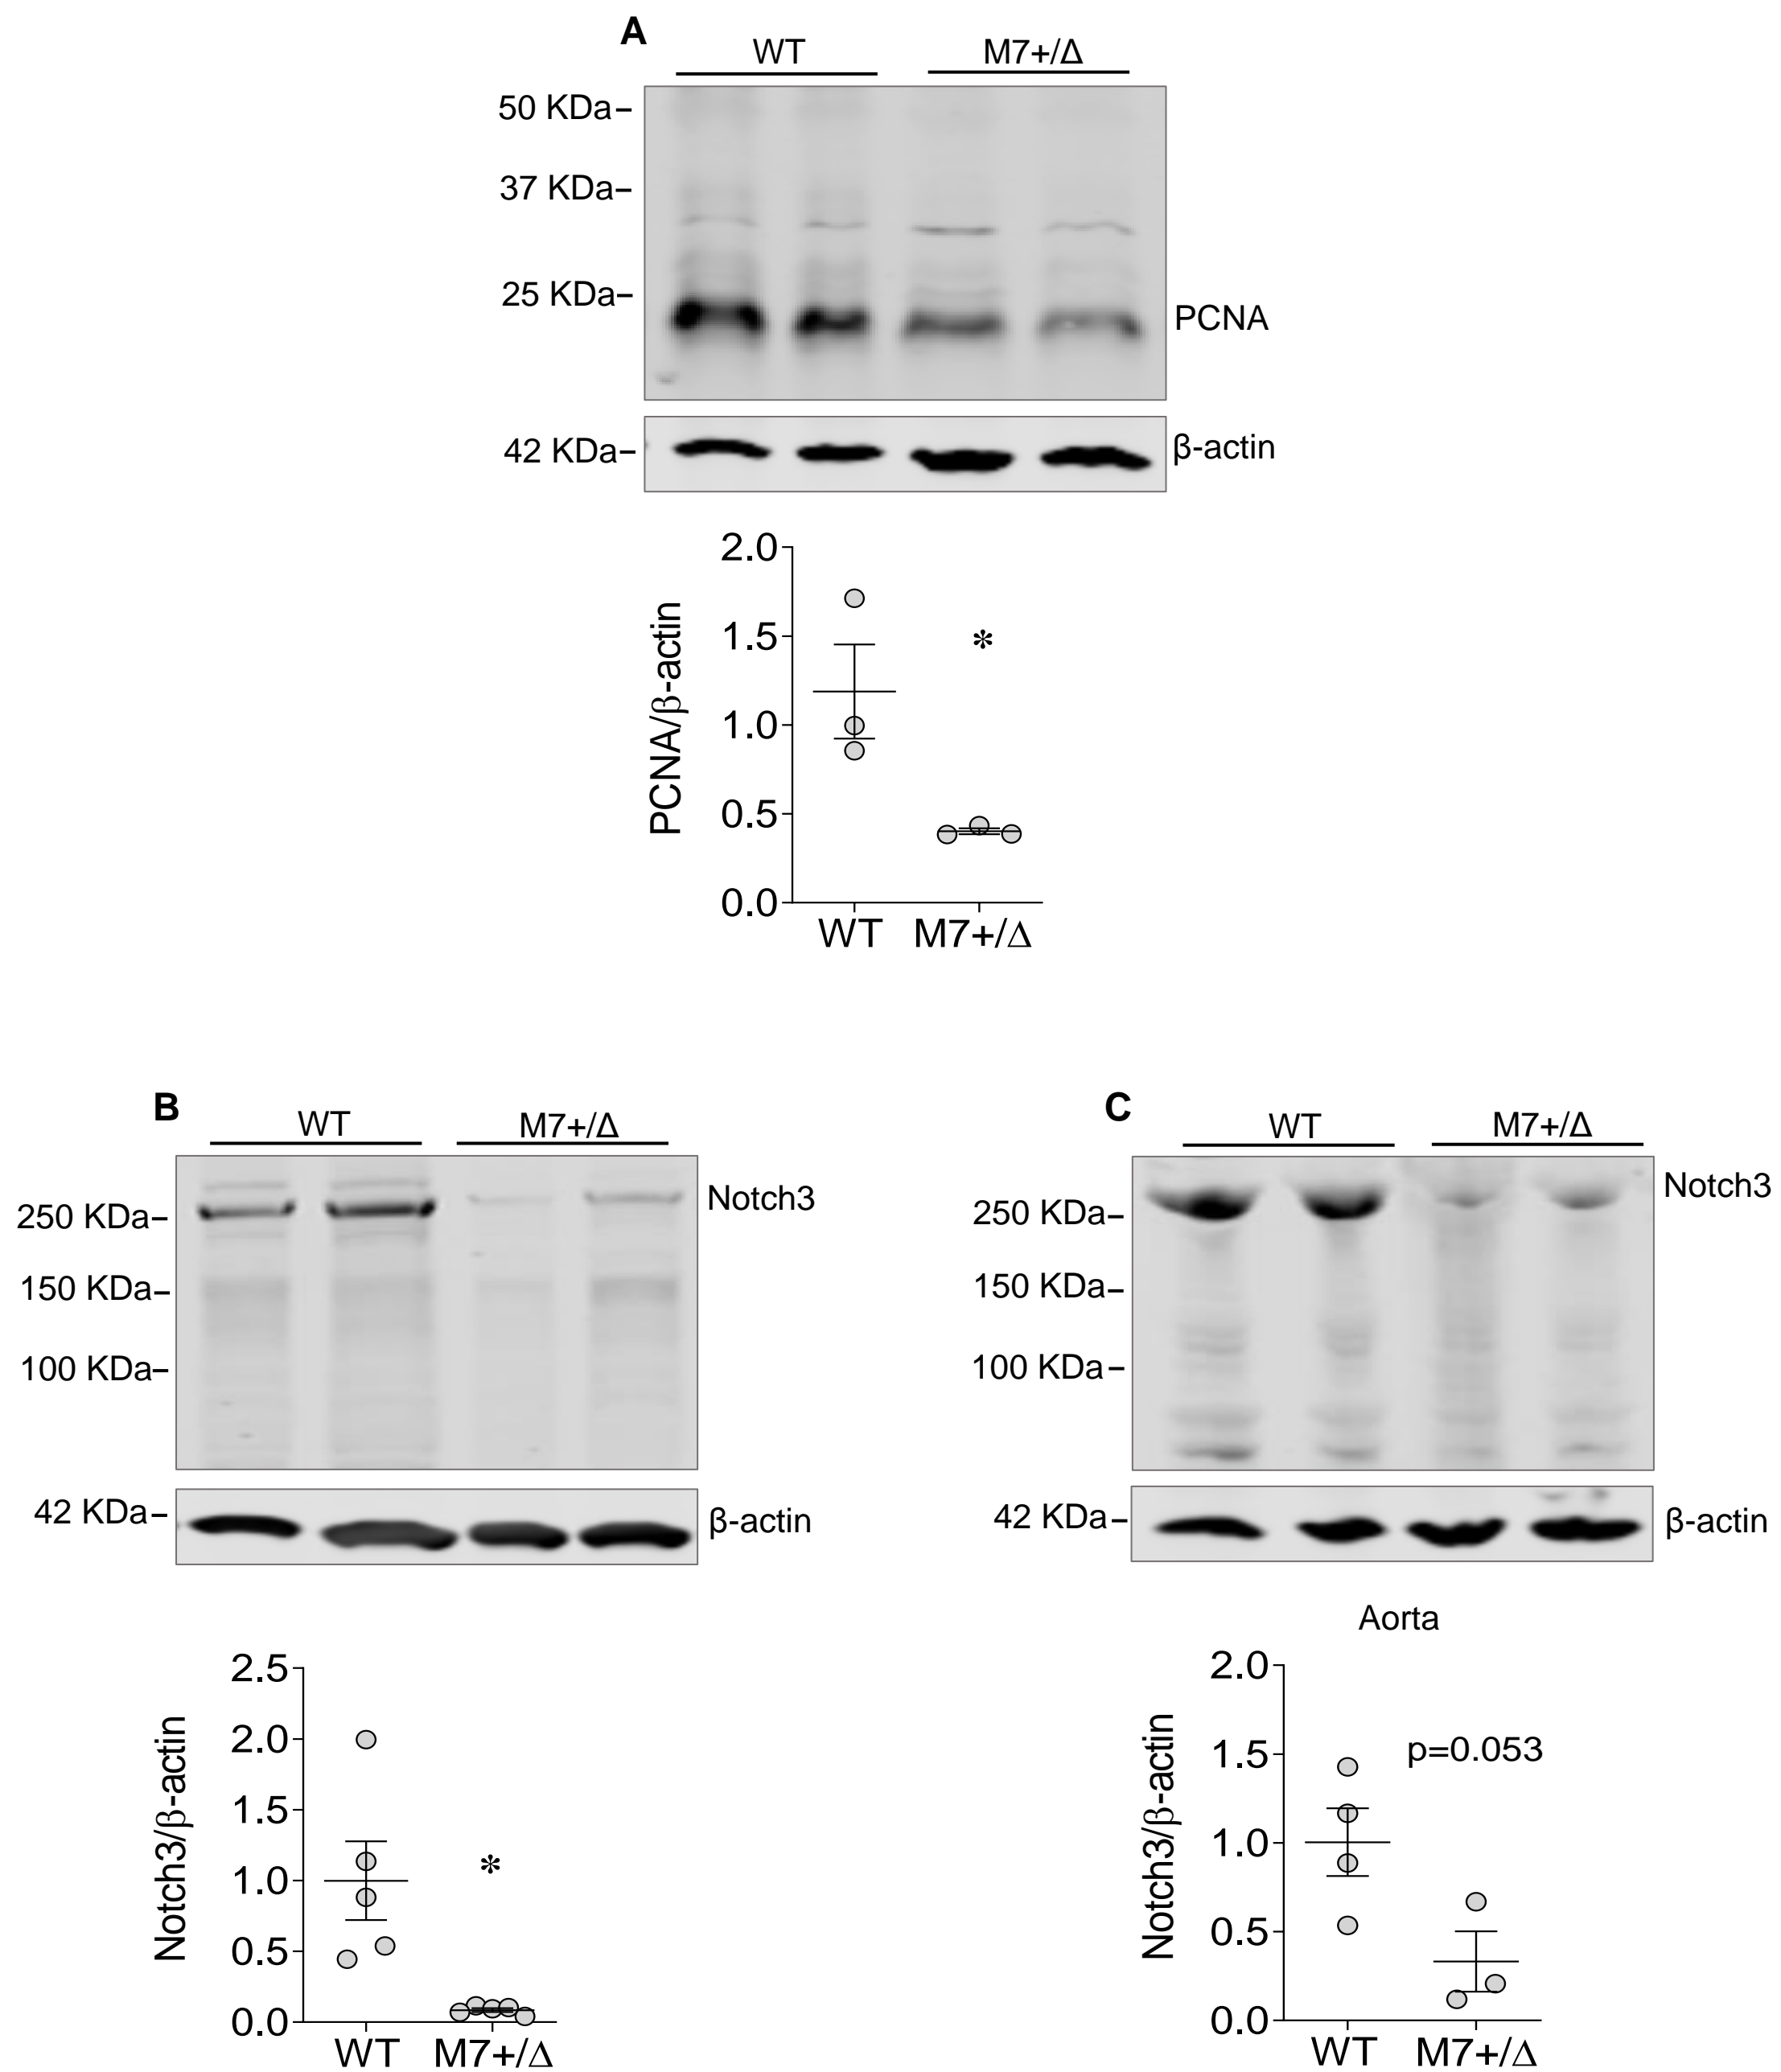 A
WT M7+/Δ
50 KDa
37 KDa
25 KDa
PCNA
42 KDa
β-actin
2.0
1.5
1.0
0.5
0.0
PCNA/β-actin
*
WT M7+/Δ
B
WT M7+/Δ
250 KDa
150 KDa
100 KDa
Notch3
42 KDa
β-actin
2.5
2.0
1.5
1.0
0.5
0.0
Notch3/β-actin
*
WT M7+/Δ
C
WT M7+/Δ
250 KDa
150 KDa
100 KDa
Notch3
42 KDa
β-actin
Aorta
2.0
1.5
1.0
0.5
0.0
Notch3/β-actin
p=0.053
WT M7+/Δ